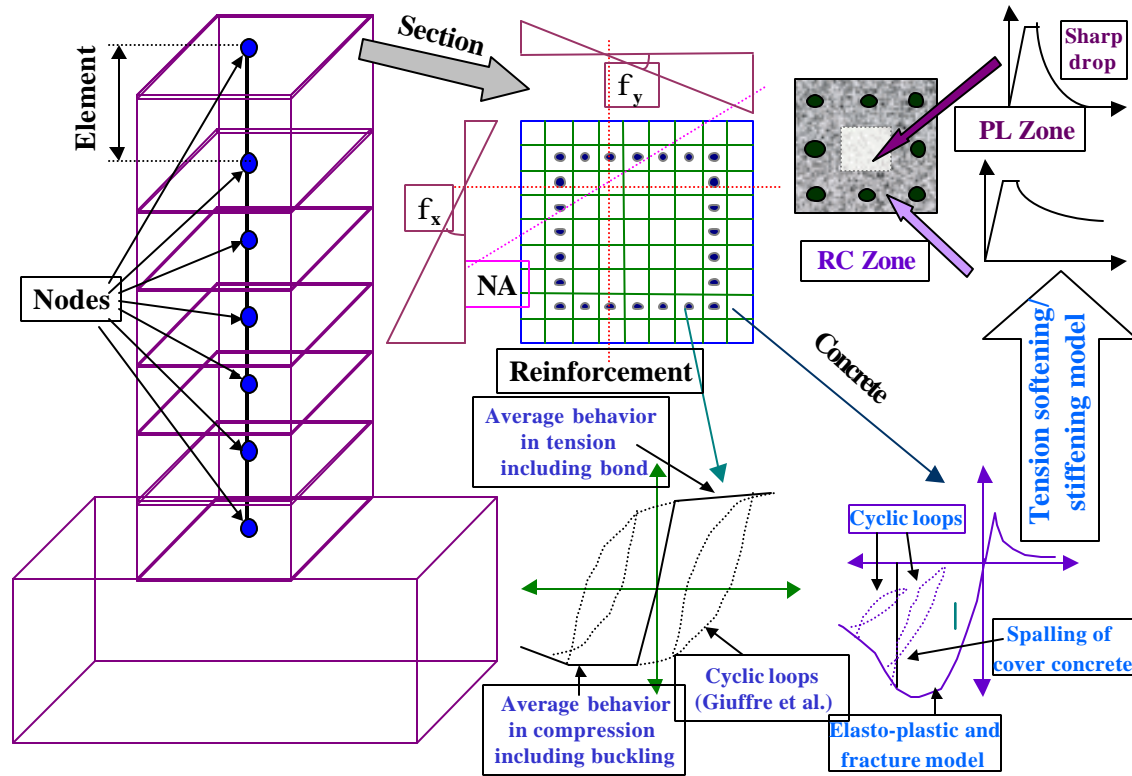 Element
Nodes
Section
fy
fx
NA
Reinforcement
Concrete
Sharp
drop
PL Zone
RC Zone
Tension softening/
stiffening model
Average behavior
in tension
including bond
Cyclic loops
(Giuffre et al.)
Average behavior
in compression
including buckling
Cyclic loops
Spalling of
cover concrete
Elasto-plastic and
fracture model